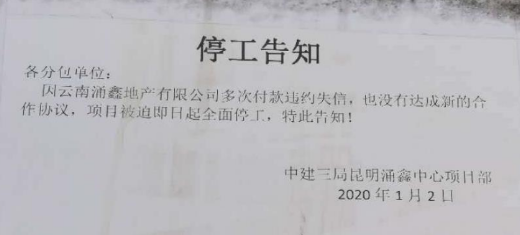 停工告知
各分包单位：
因云南涌鑫地产有限公司多次付款违约失信，也没有达成新的合
作协议，项目被迫即日起全面停工，特此告知！
中建三局昆明涌鑫中心项目部
2020 年 1 月 2 日